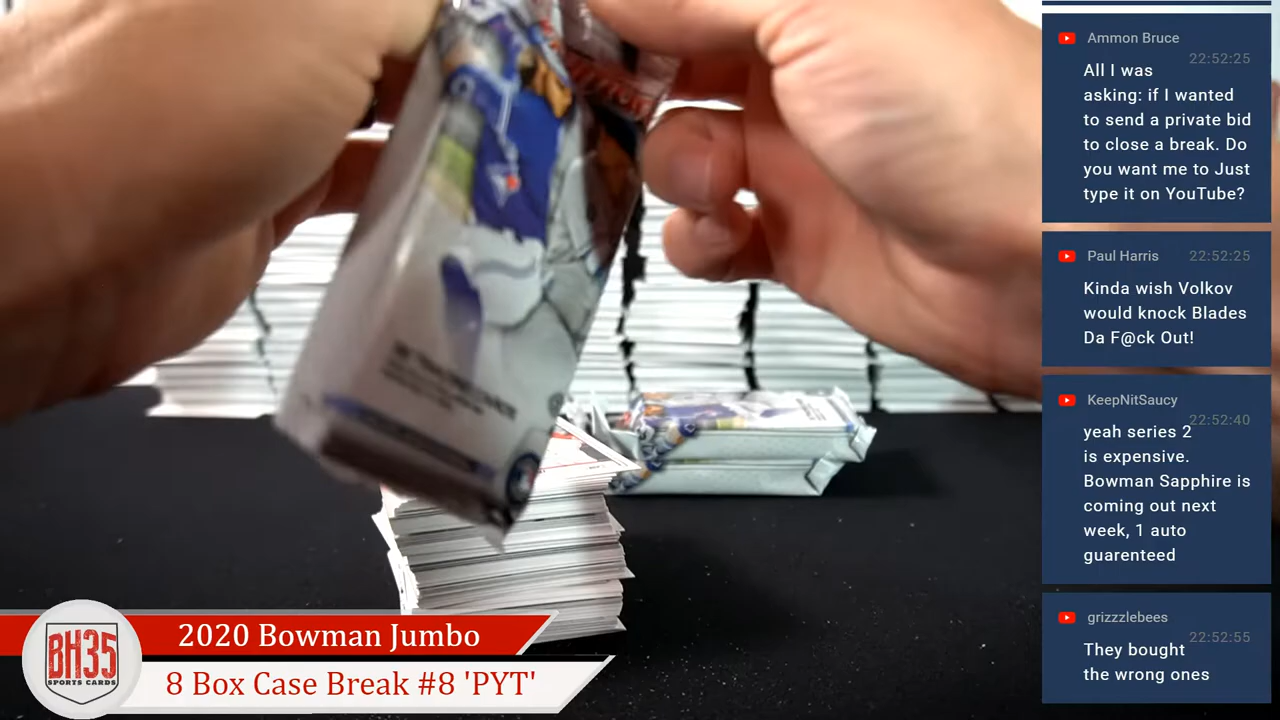 Ammon Bruce
22:52:25
All I was
asking: if I wanted
to send a private bid
to close a break. Do
you want me to Just
type it on YouTube?
Paul Harris 22:52:25
Kinda wish Volkov
would knock Blades
Da F@ck Out!
KeepNitSaucy
22:52:40
yeah series 2
is expensive.
Bowman Sapphire is
coming out next
week, 1 auto
guarenteed
grizzzlebees
22:52:55
They bought
the wrong ones
BH35
SPORTS CARDS
2020 Bowman Jumbo
8 Box Case Break #8 'PYT'